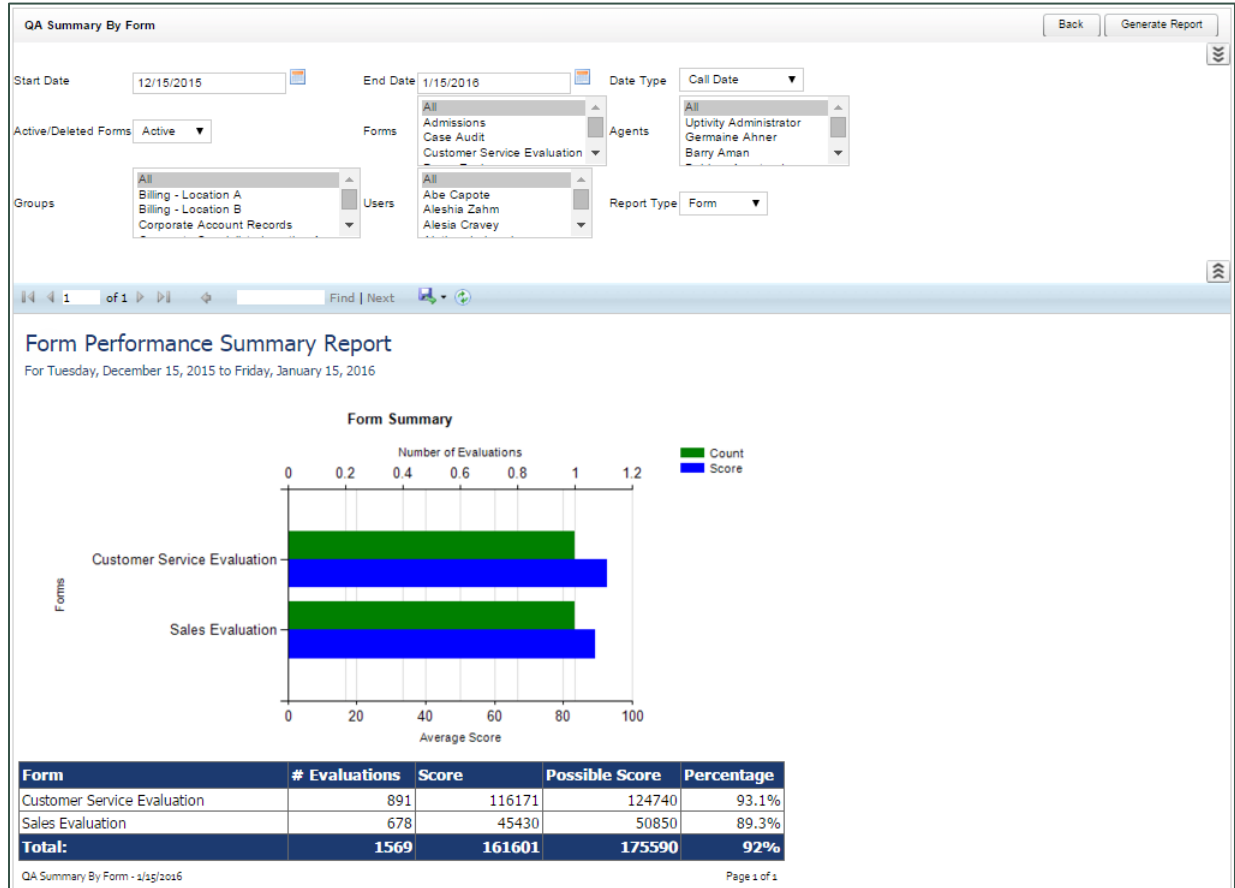 QA Summary By Form Back Generate Report
Start Date 12/15/2015 End Date 1/15/2016 Date Type Call Date
Active/Deleted Forms Active Forms All Admissions Case Audit Customer Service Evaluation Agents All Uptivity Administrator Germaine Ahner Barry Aman
Groups All Billing - Location A Billing - Location B Corporate Account Records Users All Abe Capote Aleshia Zahm Alesia Cravey Report Type Form
1 of 1 Find | Next
Form Performance Summary Report
For Tuesday, December 15, 2015 to Friday, January 15, 2016
Form Summary
Number of Evaluations
0 0.2 0.4 0.6 0.8 1 1.2
Count
Score
Forms
Customer Service Evaluation
Sales Evaluation
0 20 40 60 80 100
Average Score
Form # Evaluations Score Possible Score Percentage
Customer Service Evaluation 891 116171 124740 93.1%
Sales Evaluation 678 45430 50850 89.3%
Total: 1569 161601 175590 92%
QA Summary By Form - 1/15/2016 Page 1 of 1